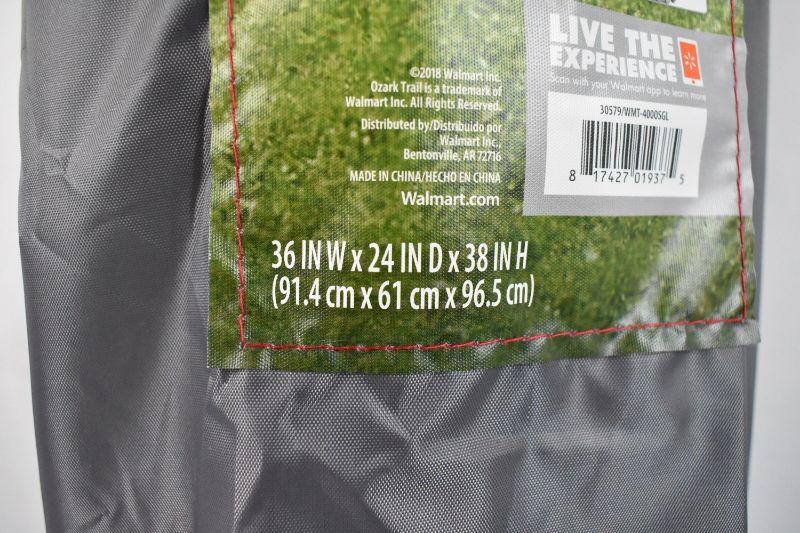 LIVE THE
EXPERIENCE
Scan with your Walmart app to learn more
30579/WMT-4000SGL
8 17427 01937 5
©2018 Walmart Inc.
Ozark Trail is a trademark of
Walmart Inc. All Rights Reserved.
Distributed by/Distribuido por
Walmart Inc.,
Bentonville, AR 72716
MADE IN CHINA/HECHO EN CHINA
Walmart.com
36 IN W x 24 IN D x 38 IN H
(91.4 cm x 61 cm x 96.5 cm)